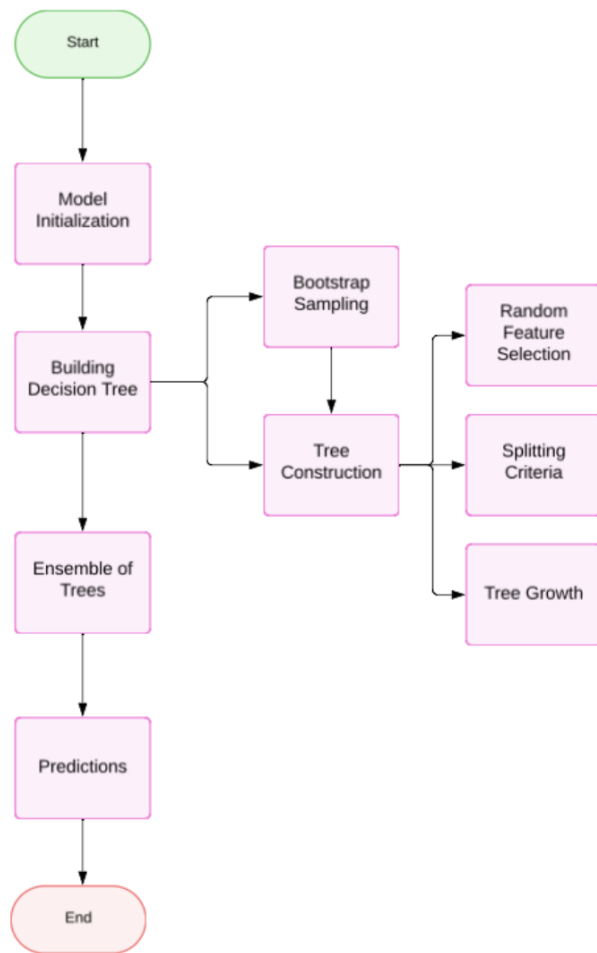 Start
Model
Initialization
Building
Decision Tree
Bootstrap
Sampling
Tree
Construction
Random
Feature
Selection
Splitting
Criteria
Tree Growth
Ensemble of
Trees
Predictions
End